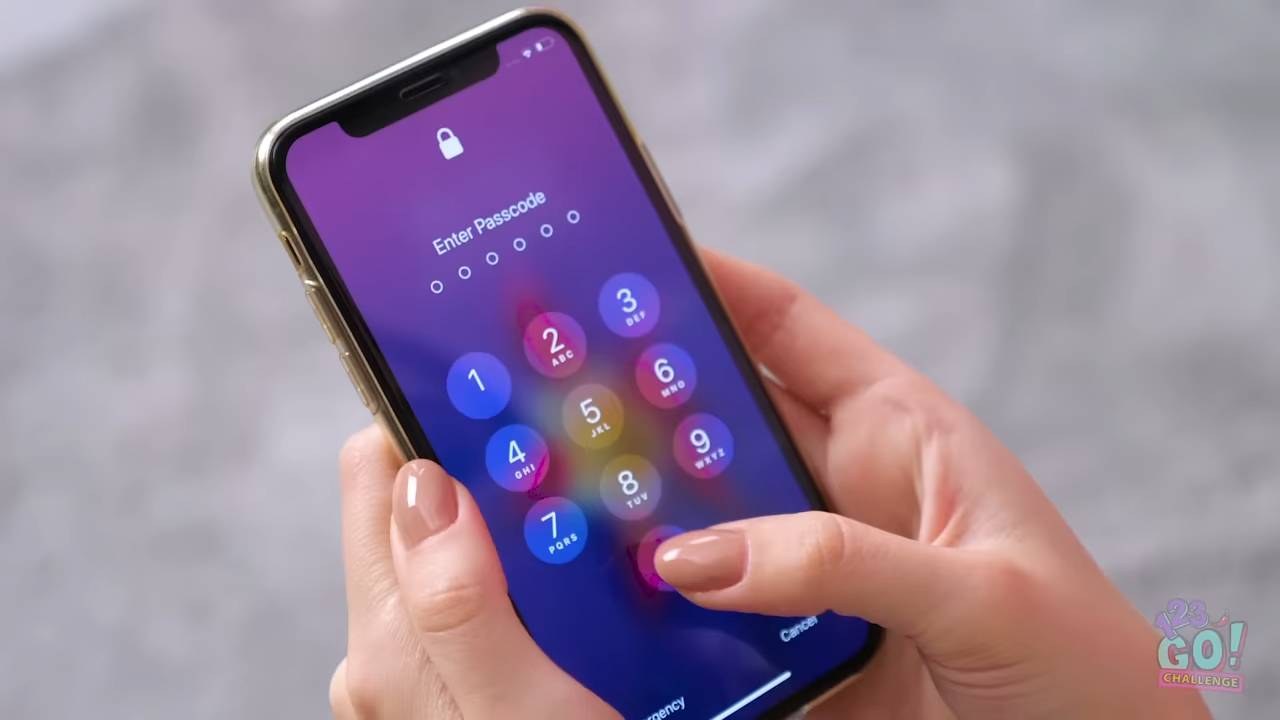 Enter Passcode
1
2
ABC
3
DEF
4
GHI
5
JKL
6
MNO
7
PQRS
8
TUV
9
WXYZ
Cancel
123
GO!
CHALLENGE